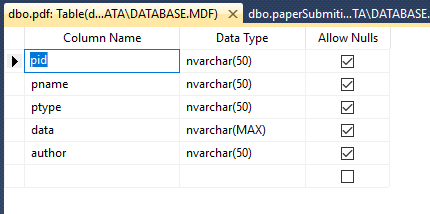 dbo.pdf: Table(d...ATA\DATABASE.MDF) dbo.paperSubmiti...TA\DATABASE.
Column Name Data Type Allow Nulls
pid nvarchar(50)
pname nvarchar(50)
ptype nvarchar(50)
data nvarchar(MAX)
author nvarchar(50)